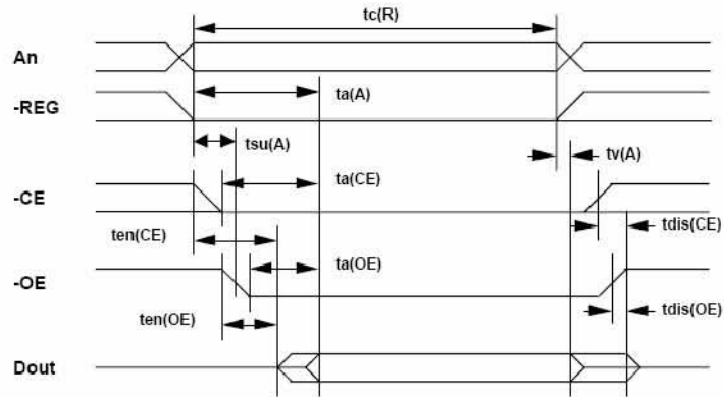 tc(R)
An
ta(A)
-REG
tsu(A)
tv(A)
ta(CE)
-CE
ten(CE)
tdis(CE)
ta(OE)
-OE
ten(OE)
tdis(OE)
Dout